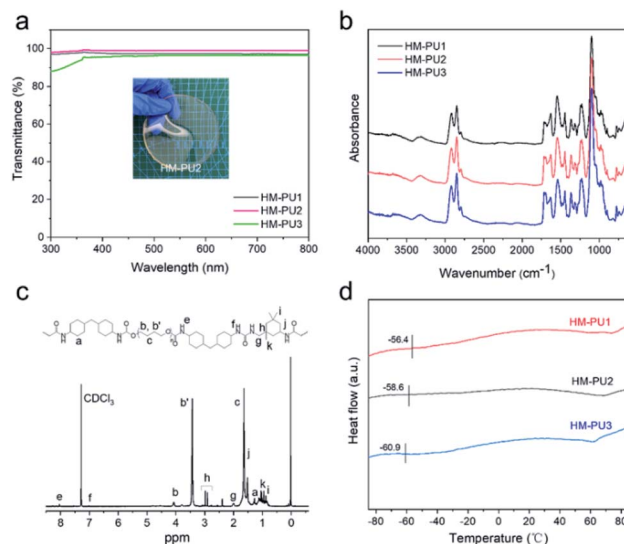 a
Transmittance (%)
100
80
60
40
20
0
300 400 500 600 700 800
Wavelength (nm)
HM-PU2
HM-PU1
HM-PU2
HM-PU3
b
HM-PU1
HM-PU2
HM-PU3
Absorbance
4000 3500 3000 2500 2000 1500 1000
Wavenumber (cm-1)
c
a
b, b'
c
e
f
h
g
i
j
k
CDCl3
e
f
b
b'
h
g
c
j
a
k
i
8 7 6 5 4 3 2 1 0
ppm
d
HM-PU1
-56.4
HM-PU2
-58.6
HM-PU3
-60.9
Heat flow (a.u.)
-80 -60 -40 -20 0 20 40 60 80
Temperature (℃)